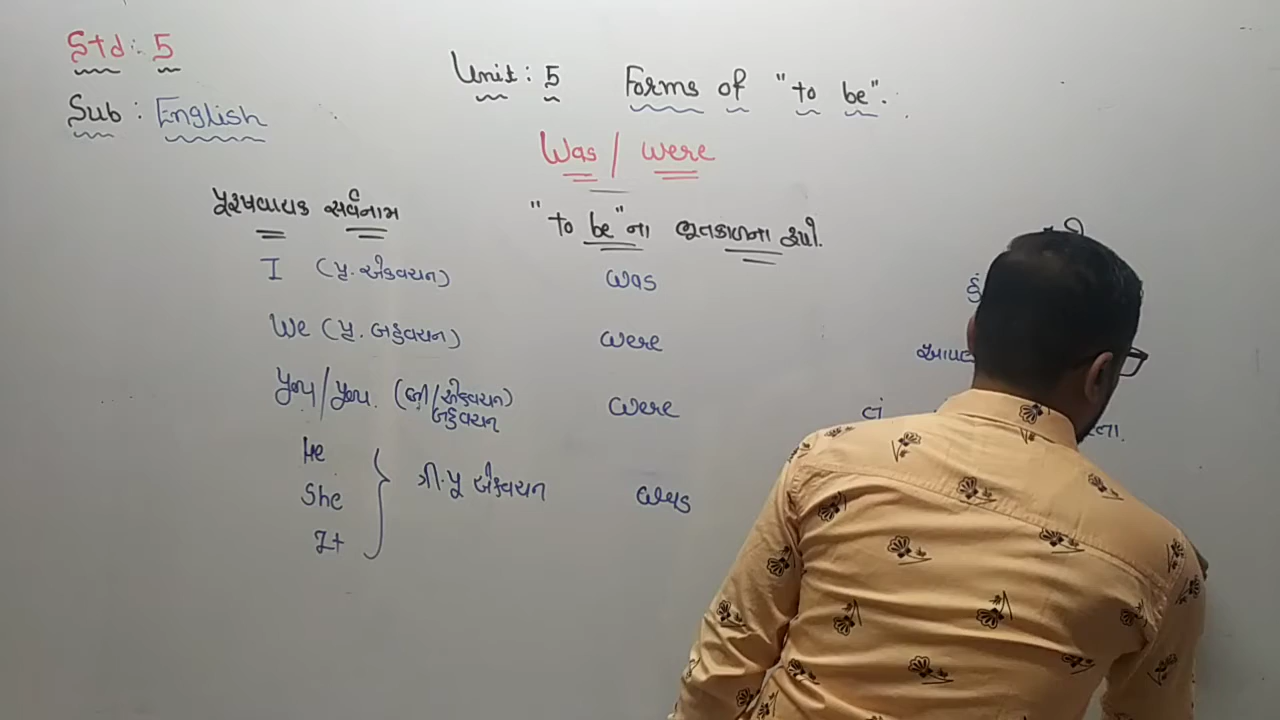 Std: 5
Sub : English
Unit: 5 Forms of "to be".
Was / were
પૂરૂષવાચક સર્વનામ
"to be" ના ભૂતકાળના રૂપો.
I (પ્ર. એકવચન) was
We (પ્ર. બહુવચન) were
You / You. (બી / એકવચન) બહુવચન were
He
She
It
ત્રી. પુ એકવચન was
હું
તું